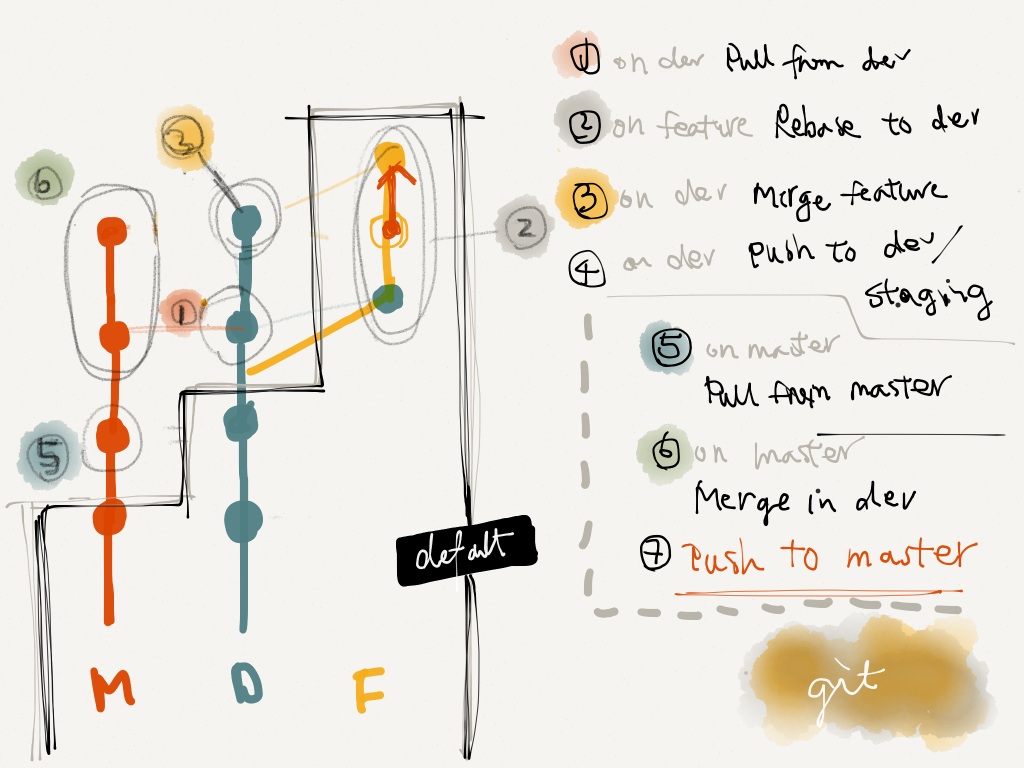 ① on dev Pull from dev
② on feature Rebase to dev
③ on dev Merge feature
④ on dev push to dev/
staging
⑤ on master
Pull from master
⑥ on master
Merge in dev
⑦ Push to master
git
6
3
2
1
5
default
M D F